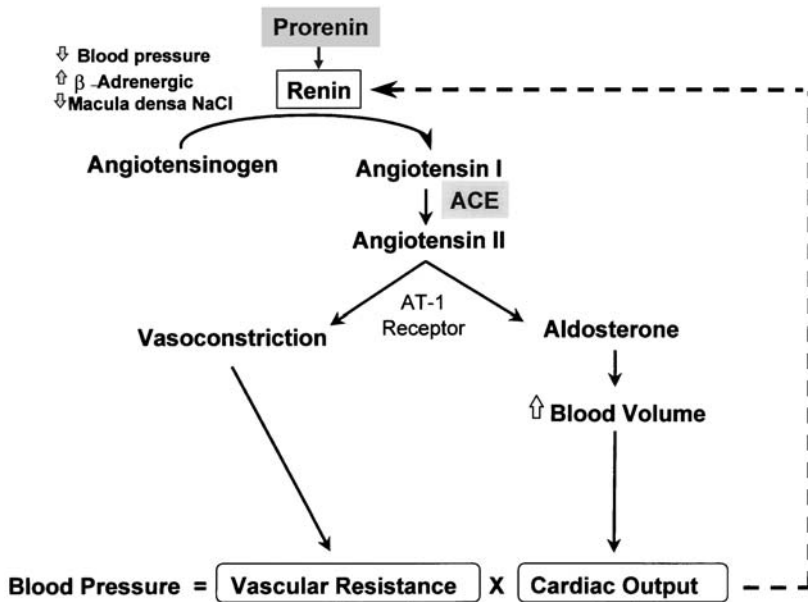 Prorenin
⇩ Blood pressure
⇧ β-Adrenergic
⇩Macula densa NaCl
Renin
Angiotensinogen
Angiotensin I
ACE
Angiotensin II
AT-1
Receptor
Vasoconstriction
Aldosterone
⇧ Blood Volume
Blood Pressure = Vascular Resistance X Cardiac Output